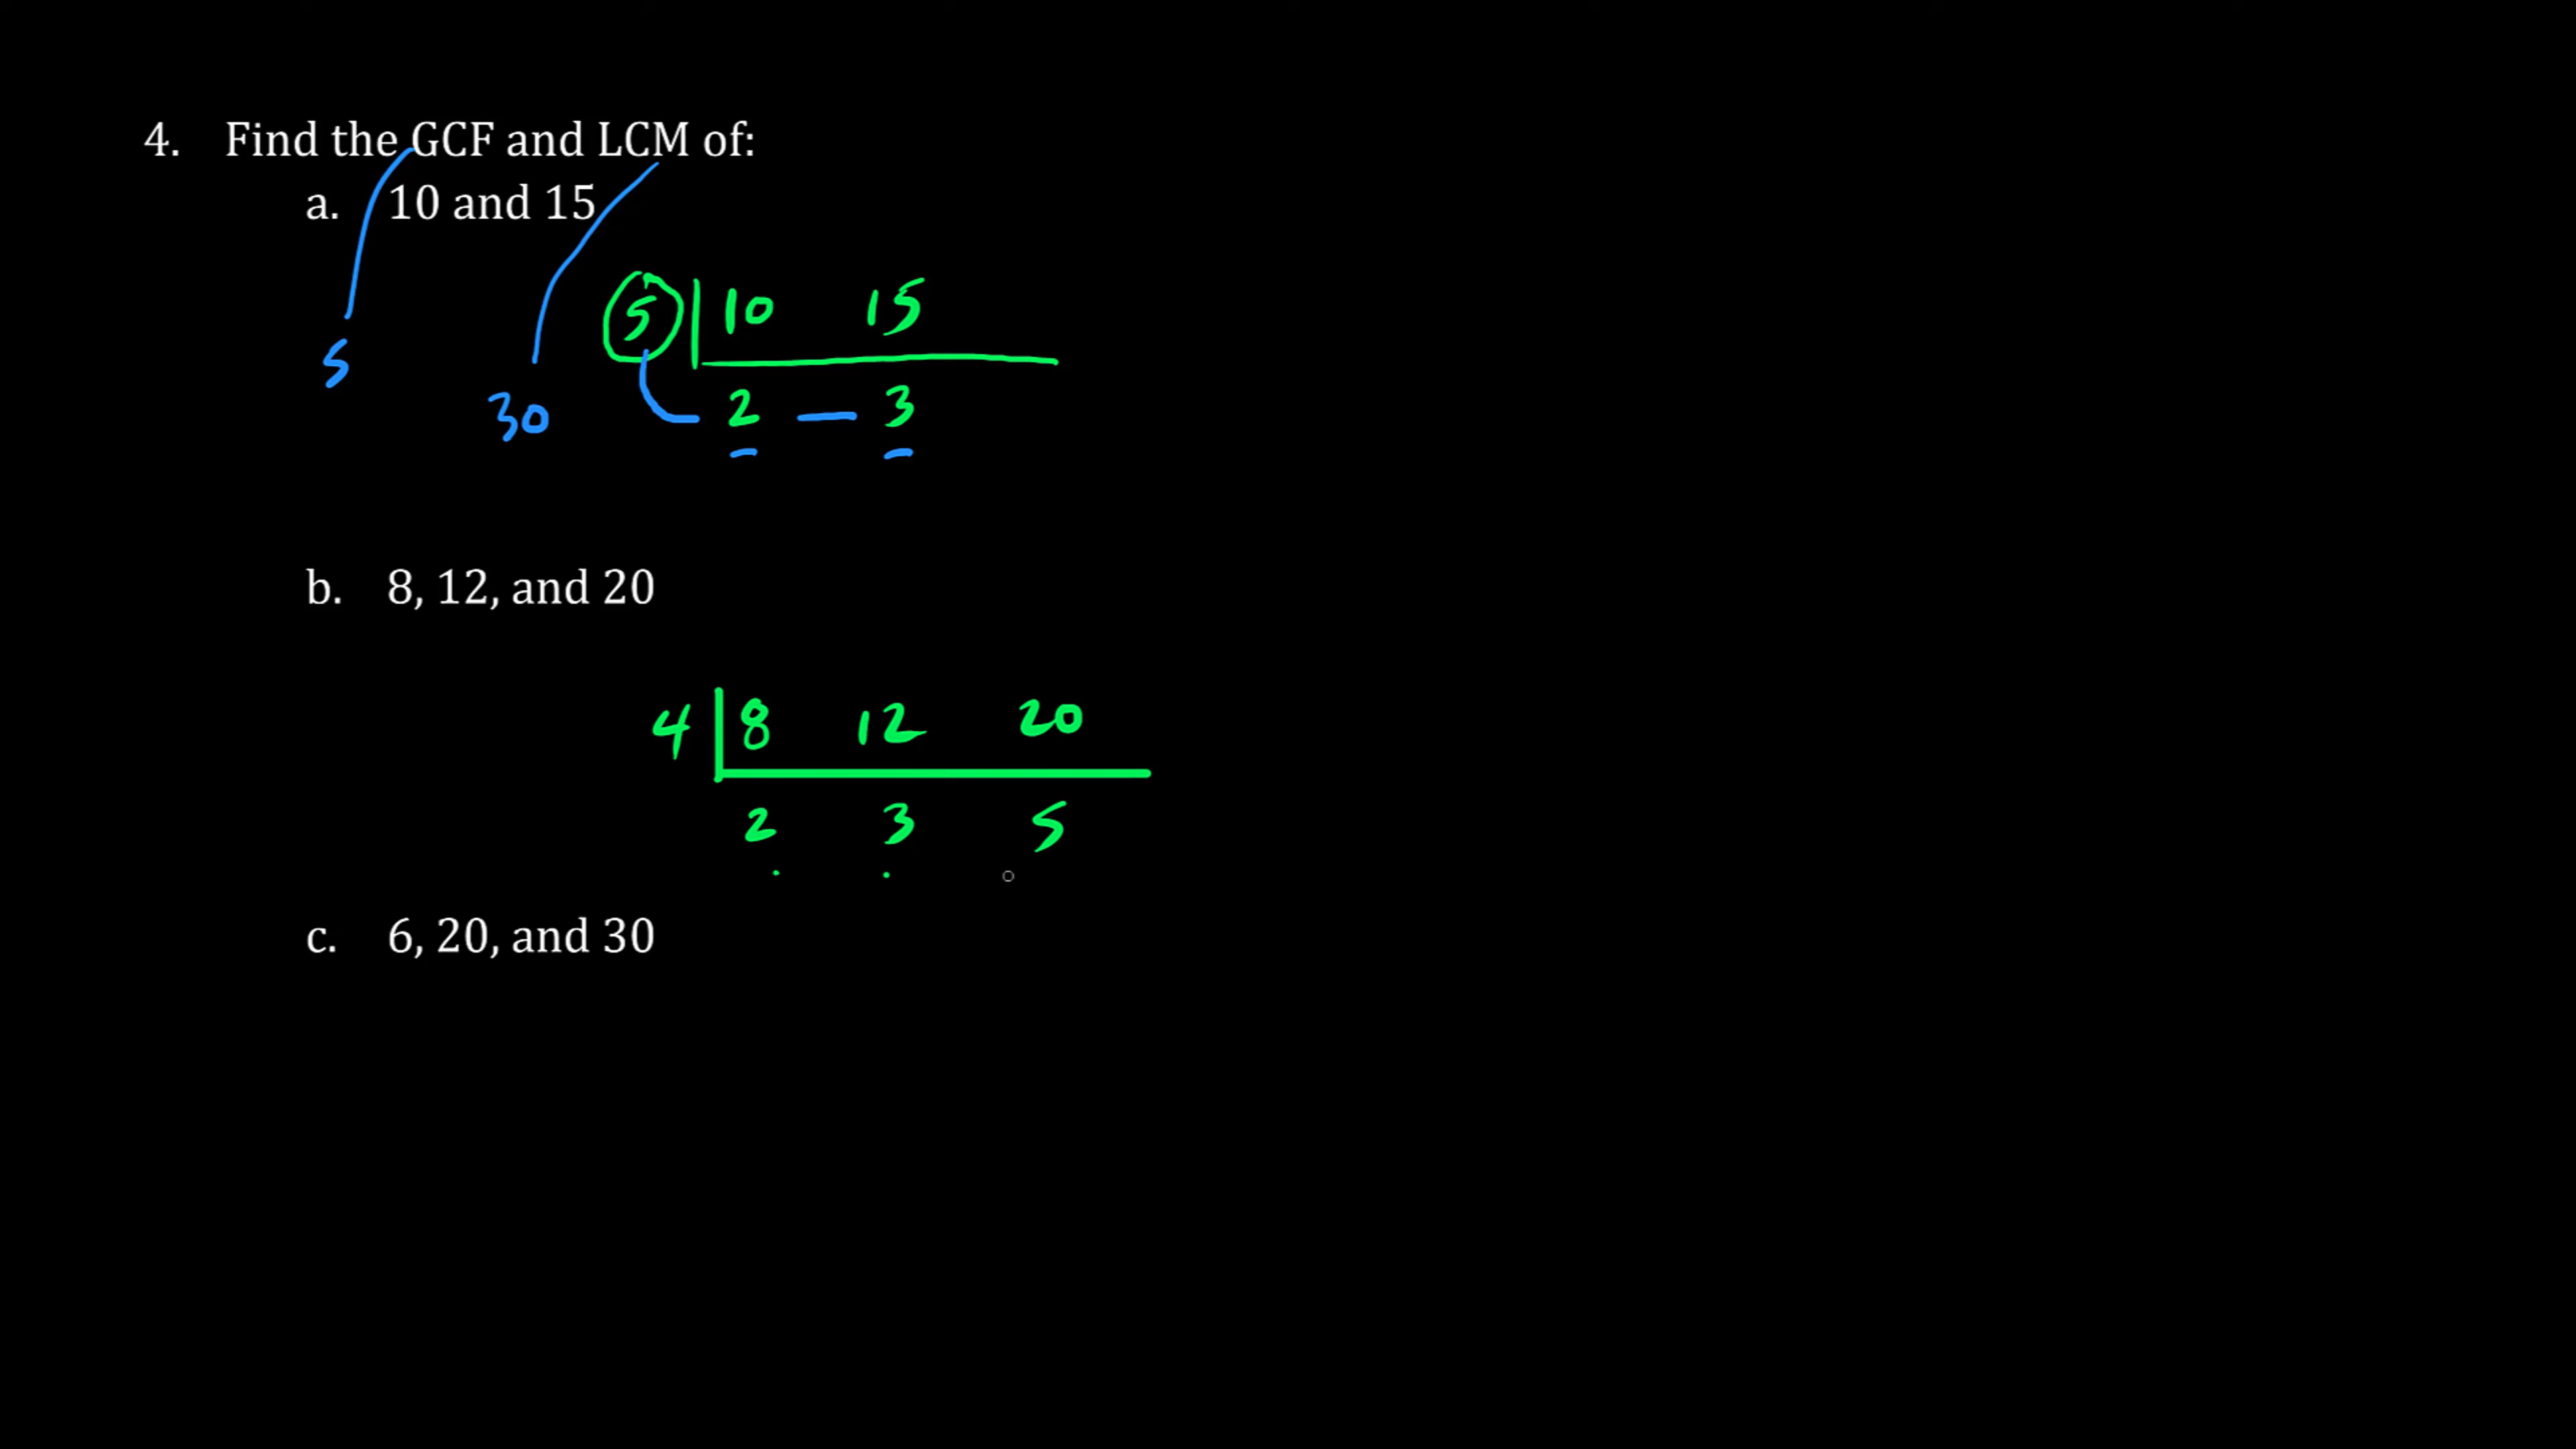 4. Find the GCF and LCM of:
a. 10 and 15
5 10 15
5
30 2 3
b. 8, 12, and 20
4 8 12 20
2 3 5
c. 6, 20, and 30